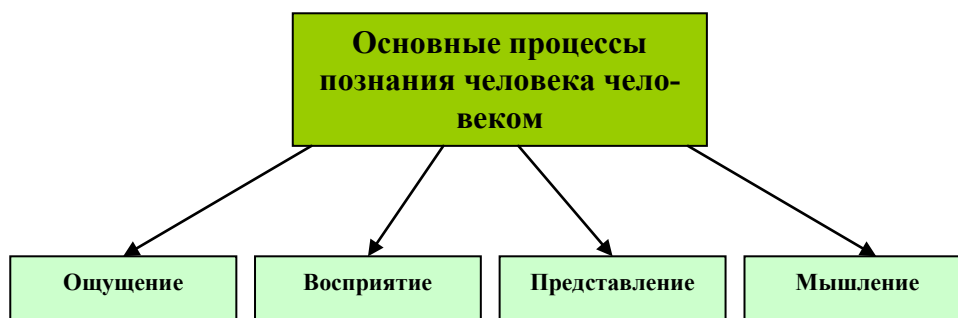 Основные процессы
познания человека чело-
веком
Ощущение
Восприятие
Представление
Мышление